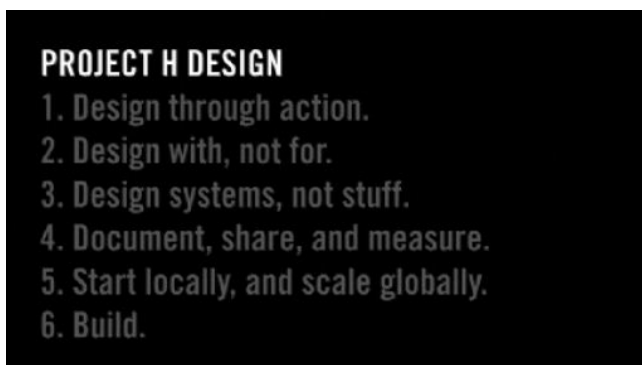 PROJECT H DESIGN
1. Design through action.
2. Design with, not for.
3. Design systems, not stuff.
4. Document, share, and measure.
5. Start locally, and scale globally.
6. Build.